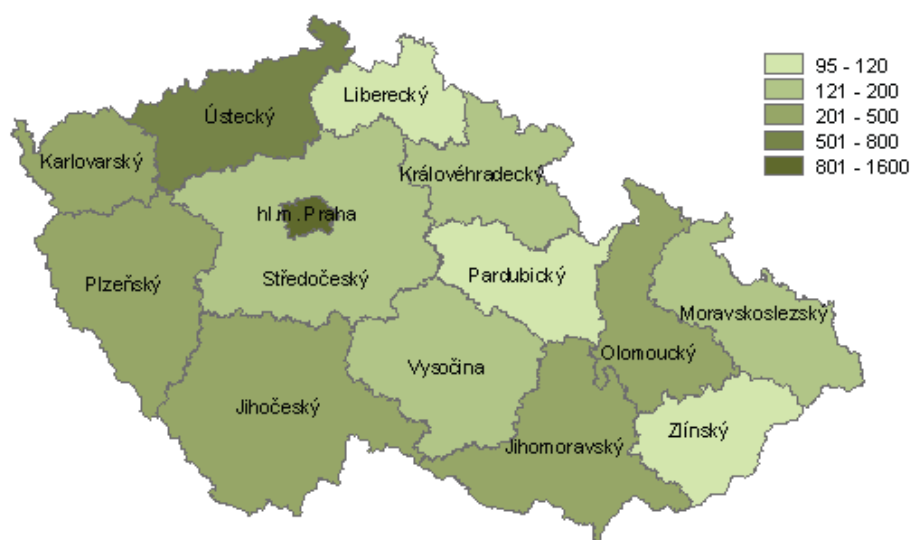 95 - 120
121 - 200
201 - 500
501 - 800
801 - 1600
Liberecký
Ústecký
Karlovarský
Královéhradecký
hl.m. Praha
Středočeský
Pardubický
Plzeňský
Moravskoslezský
Olomoucký
Vysočina
Jihočeský
Zlínský
Jihomoravský